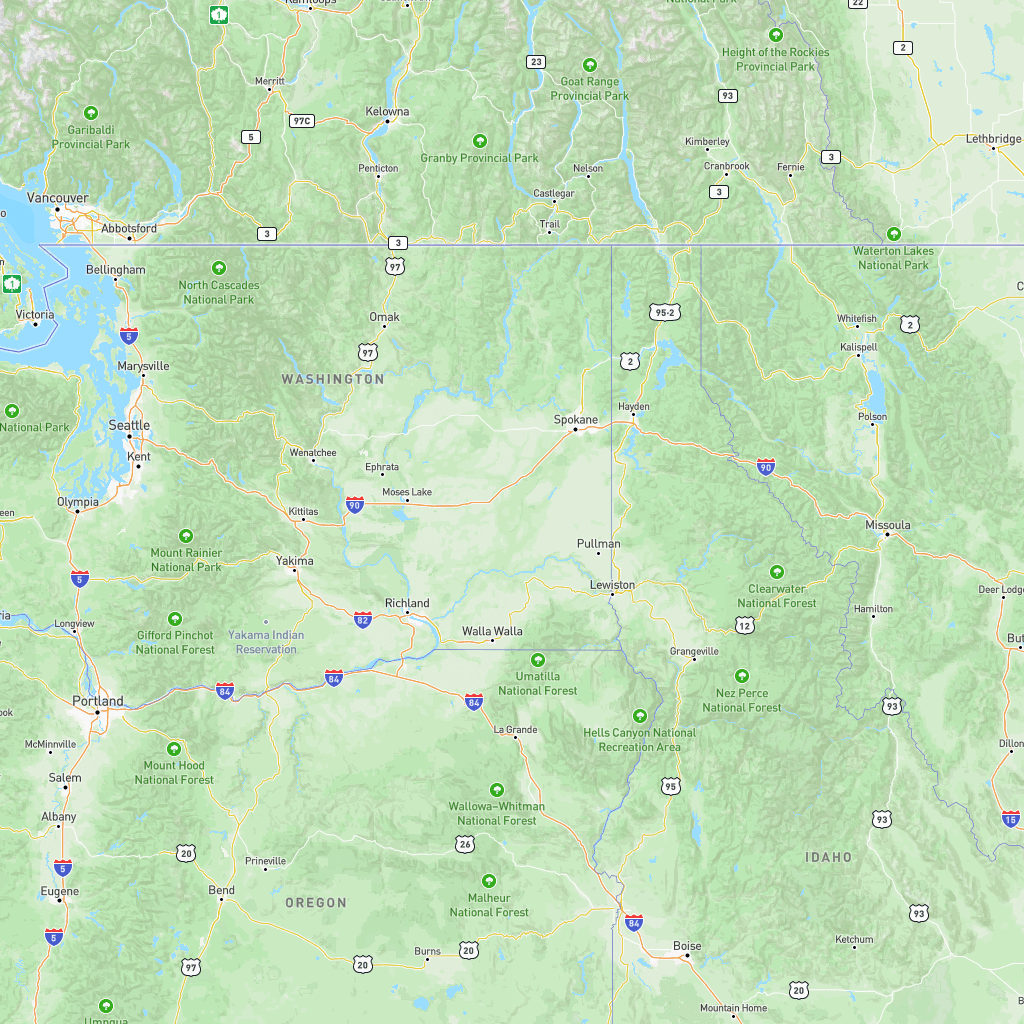 1
Kamloops
22
2
23
Height of the Rockies
Provincial Park
Goat Range
Provincial Park
Merritt
93
Garibaldi
Provincial Park
97C
Kelowna
5
Lethbridge
Kimberley
Granby Provincial Park
3
Penticton
Nelson
Cranbrook
Fernie
Vancouver
Castlegar
3
Abbotsford
Trail
3
3
Waterton Lakes
National Park
Bellingham
97
North Cascades
National Park
1
Victoria
Omak
95-2
Whitefish
2
5
Kalispell
97
2
Marysville
WASHINGTON
Hayden
National Park
Spokane
Polson
Seattle
Kent
Wenatchee
Ephrata
90
Moses Lake
90
Olympia
Kittitas
Missoula
Mount Rainier
National Park
Pullman
Yakima
5
Lewiston
Clearwater
National Forest
Deer Lodge
Richland
Hamilton
Longview
82
Gifford Pinchot
National Forest
Yakama Indian
Reservation
Walla Walla
12
Grangeville
84
84
Umatilla
National Forest
Nez Perce
National Forest
Portland
84
93
La Grande
Hells Canyon National
Recreation Area
McMinnville
Dillon
Mount Hood
National Forest
Salem
95
Wallowa–Whitman
National Forest
Albany
93
15
26
20
Prineville
IDAHO
5
Eugene
Bend
Malheur
National Forest
OREGON
93
84
5
Boise
Ketchum
Burns
20
20
97
20
Mount Home
Umpqua